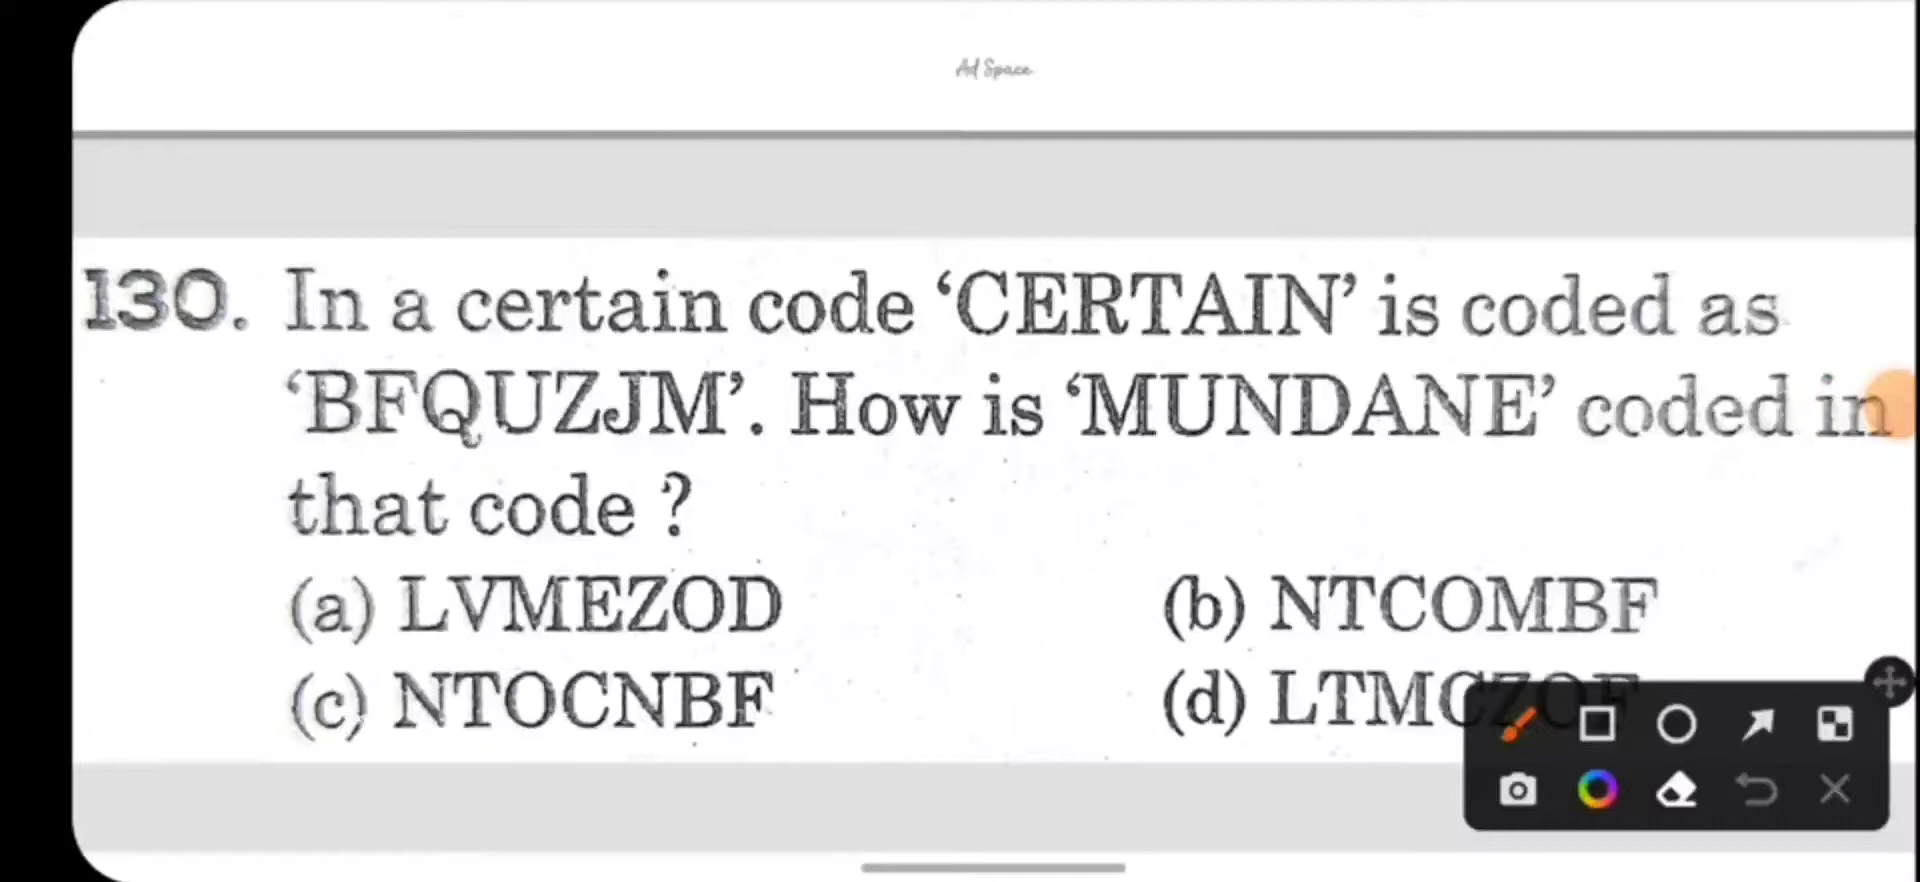 Ad Space
130. In a certain code ‘CERTAIN’ is coded as
‘BFQUZJM’. How is ‘MUNDANE’ coded in
that code ?
(a) LVMEZOD
(b) NTCOMBF
(c) NTOCNBF
(d) LTMCZOF